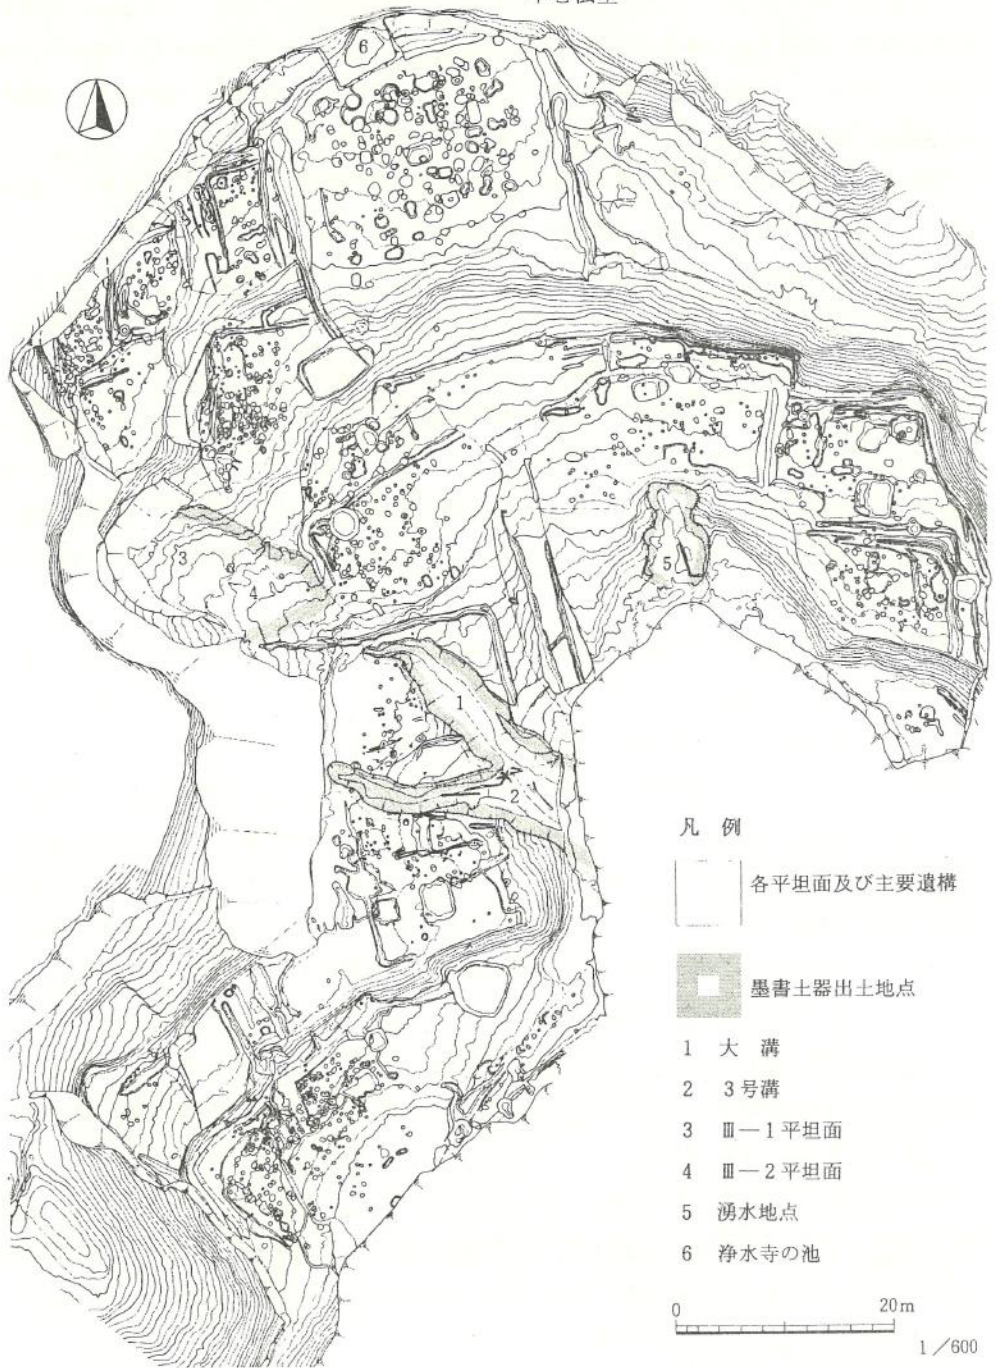 6
3
4
5
1
2
凡 例
各平坦面及び主要遺構
墨書土器出土地点
1 大 溝
2 3号溝
3 Ⅲ—1平坦面
4 Ⅲ—2平坦面
5 湧水地点
6 浄水寺の池
0 20m
1/600